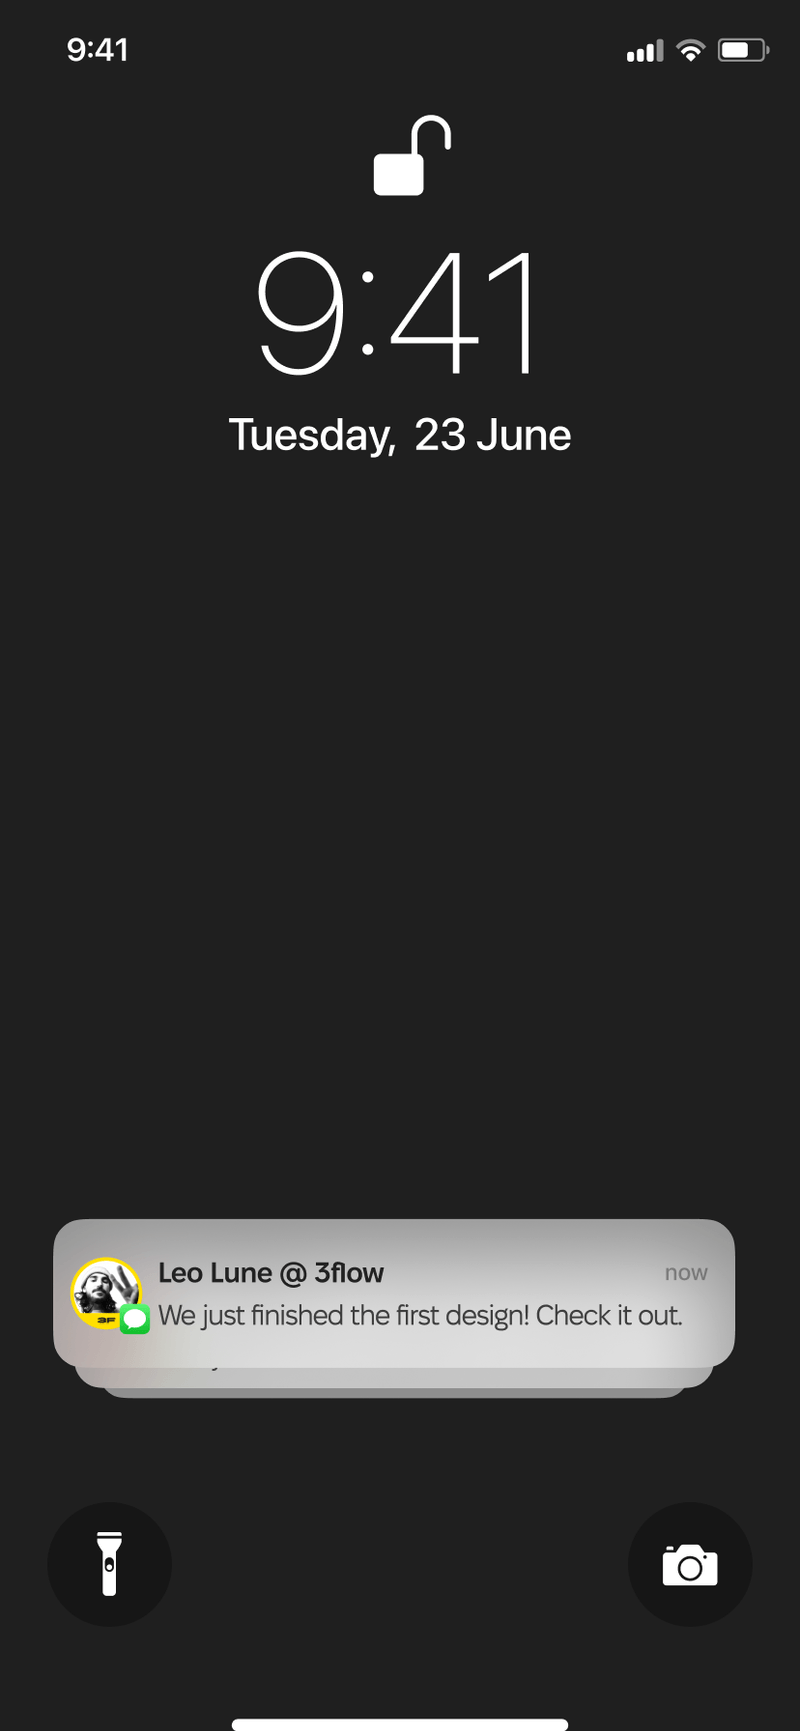 9:41
9:41
Tuesday, 23 June
Leo Lune @ 3flow
now
We just finished the first design! Check it out.
3F